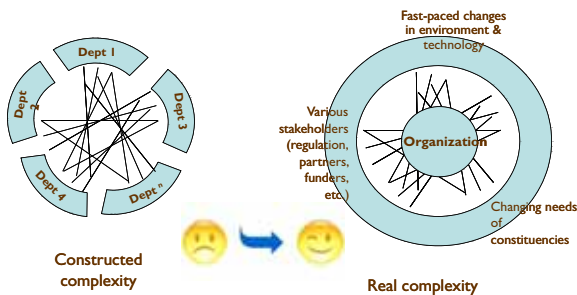 Fast-paced changes
in environment &
technology
Dept 1
Dept 2
Dept 3
Dept 4
Dept n
Various
stakeholders
(regulation,
partners,
funders,
etc.)
Organization
Changing needs
of
constituencies
Constructed
complexity
Real complexity